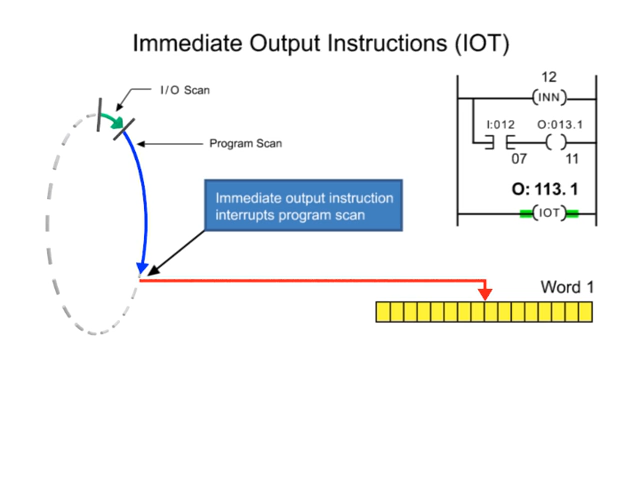 Immediate Output Instructions (IOT)
I/O Scan
Program Scan
Immediate output instruction
interrupts program scan
12
INN
I:012 O:013.1
07 11
O: 113. 1
IOT
Word 1